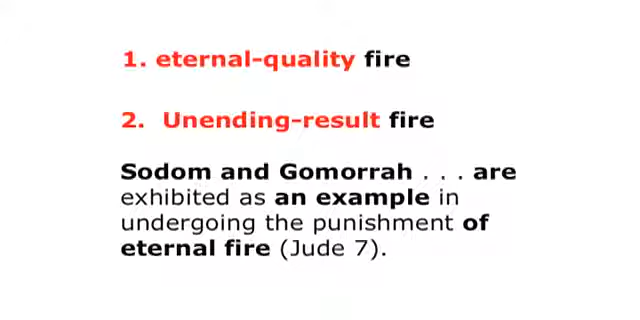 1. eternal-quality fire
2. Unending-result fire
Sodom and Gomorrah . . . are
exhibited as an example in
undergoing the punishment of
eternal fire (Jude 7).